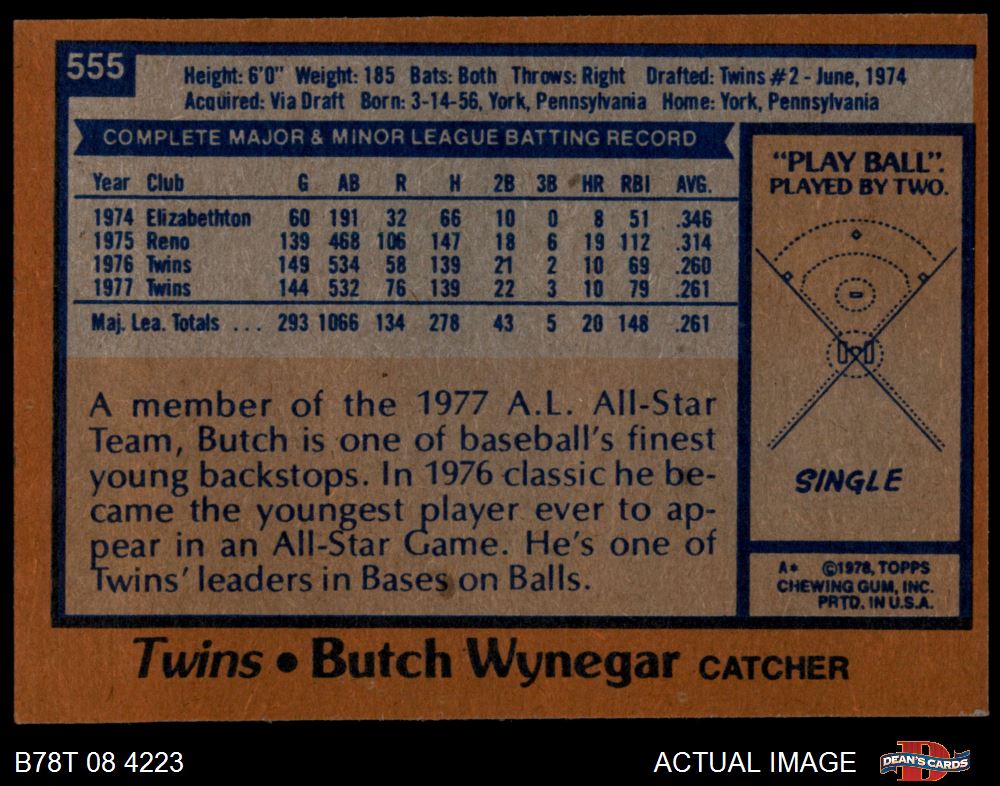 555
Height: 6'0" Weight: 185 Bats: Both Throws: Right Drafted: Twins #2 - June, 1974
Acquired: Via Draft Born: 3-14-56, York, Pennsylvania Home: York, Pennsylvania
COMPLETE MAJOR & MINOR LEAGUE BATTING RECORD
Year Club G AB R H 2B 3B HR RBI AVG.
1974 Elizabethton 60 191 32 66 10 0 8 51 .346
1975 Reno 139 468 106 147 18 6 19 112 .314
1976 Twins 149 534 58 139 21 2 10 69 .260
1977 Twins 144 532 76 139 22 3 10 79 .261
Maj. Lea. Totals ... 293 1066 134 278 43 5 20 148 .261
A member of the 1977 A.L. All-Star
Team, Butch is one of baseball's finest
young backstops. In 1976 classic he be-
came the youngest player ever to ap-
pear in an All-Star Game. He's one of
Twins' leaders in Bases on Balls.
"PLAY BALL".
PLAYED BY TWO.
SINGLE
A* ©1978, TOPPS
CHEWING GUM, INC.
PRTD. IN U.S.A.
Twins • Butch Wynegar CATCHER
B78T 08 4223
ACTUAL IMAGE
D
DEAN'S CARDS